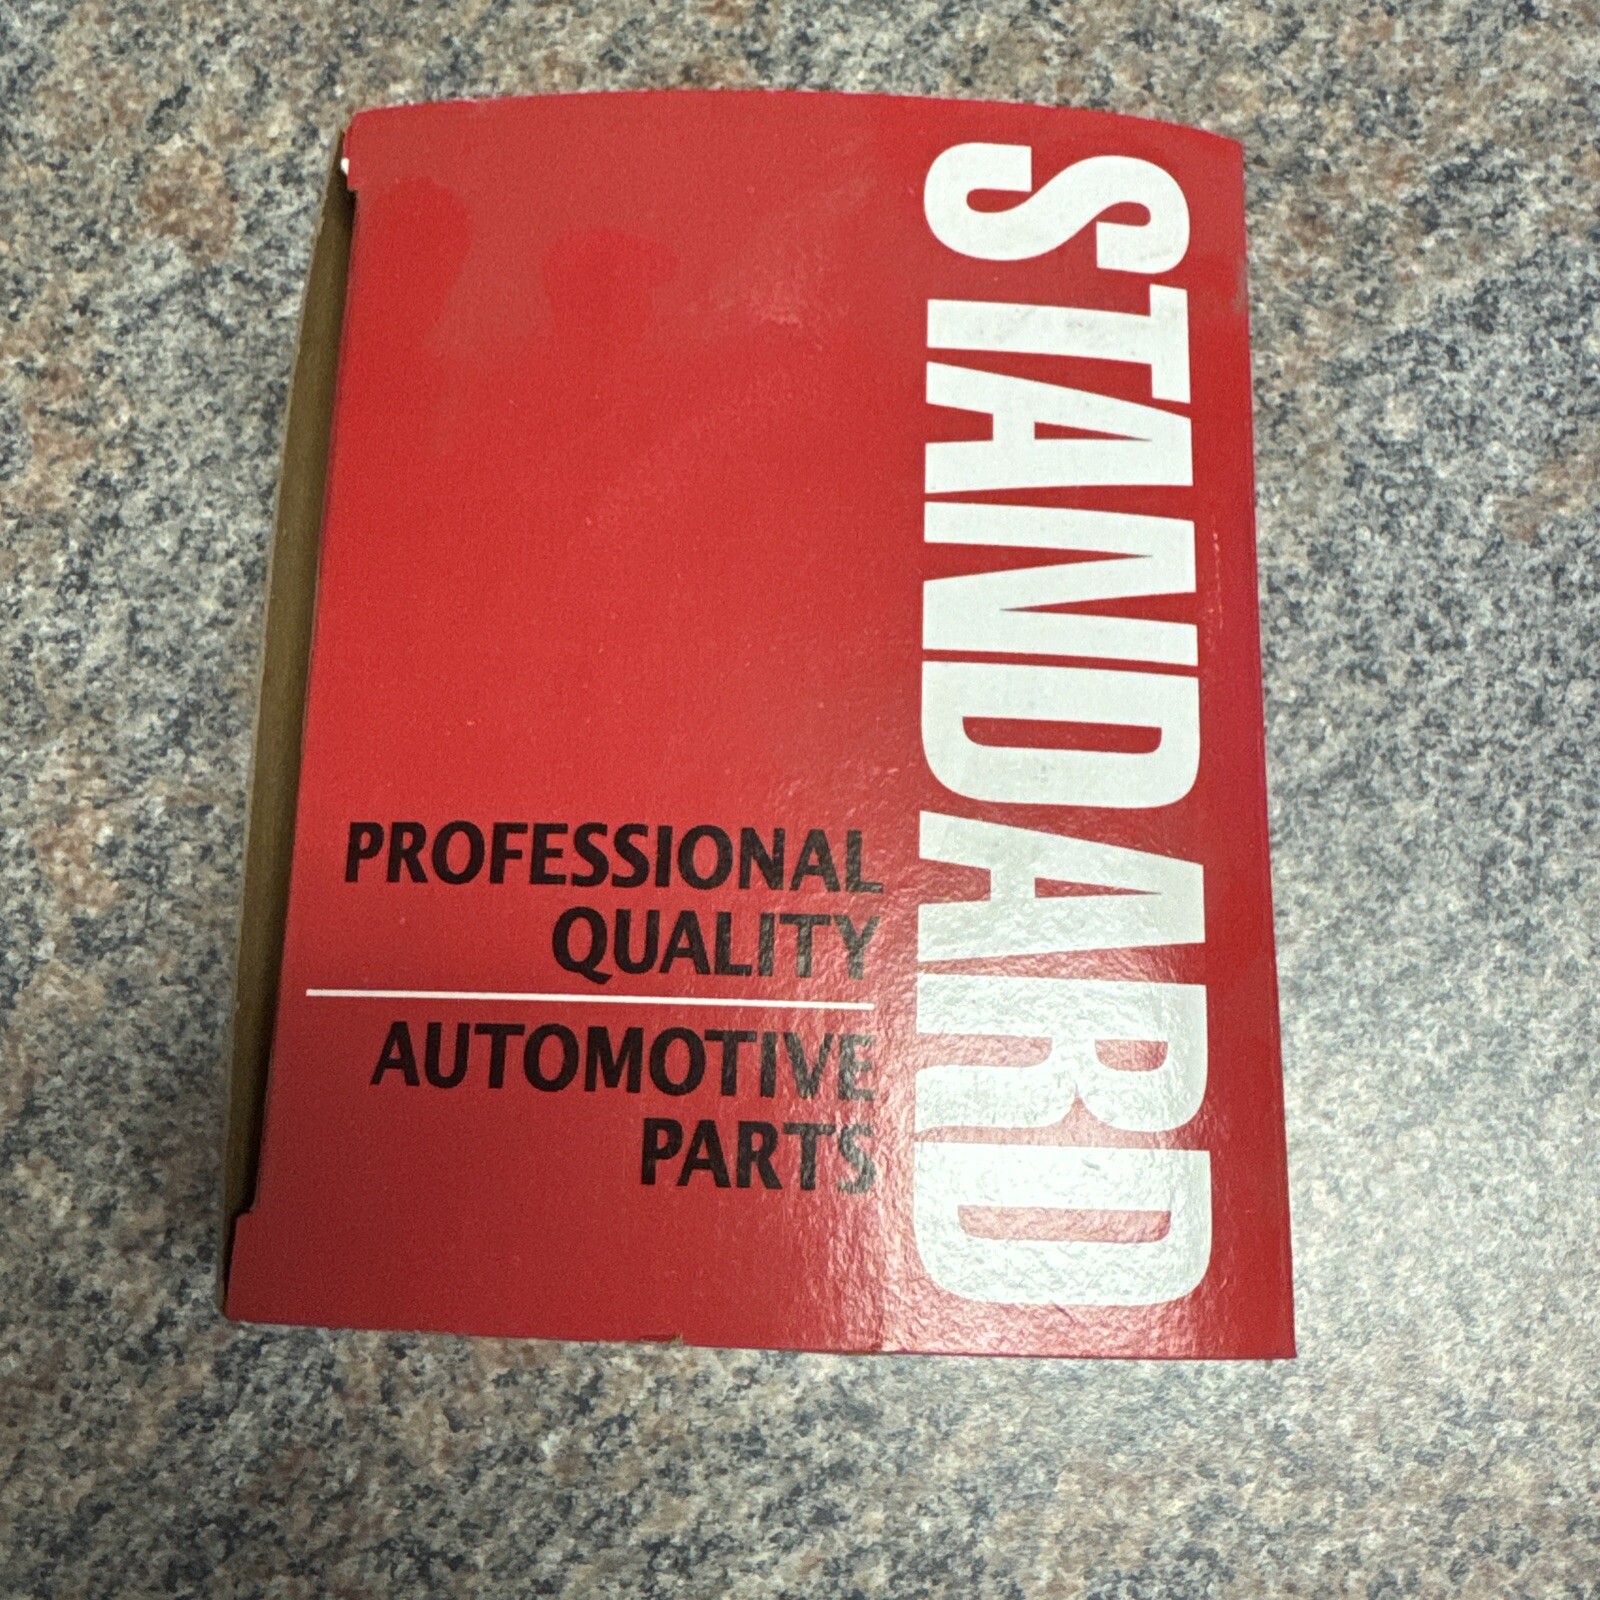 STANDARD
PROFESSIONAL
QUALITY
AUTOMOTIVE
PARTS